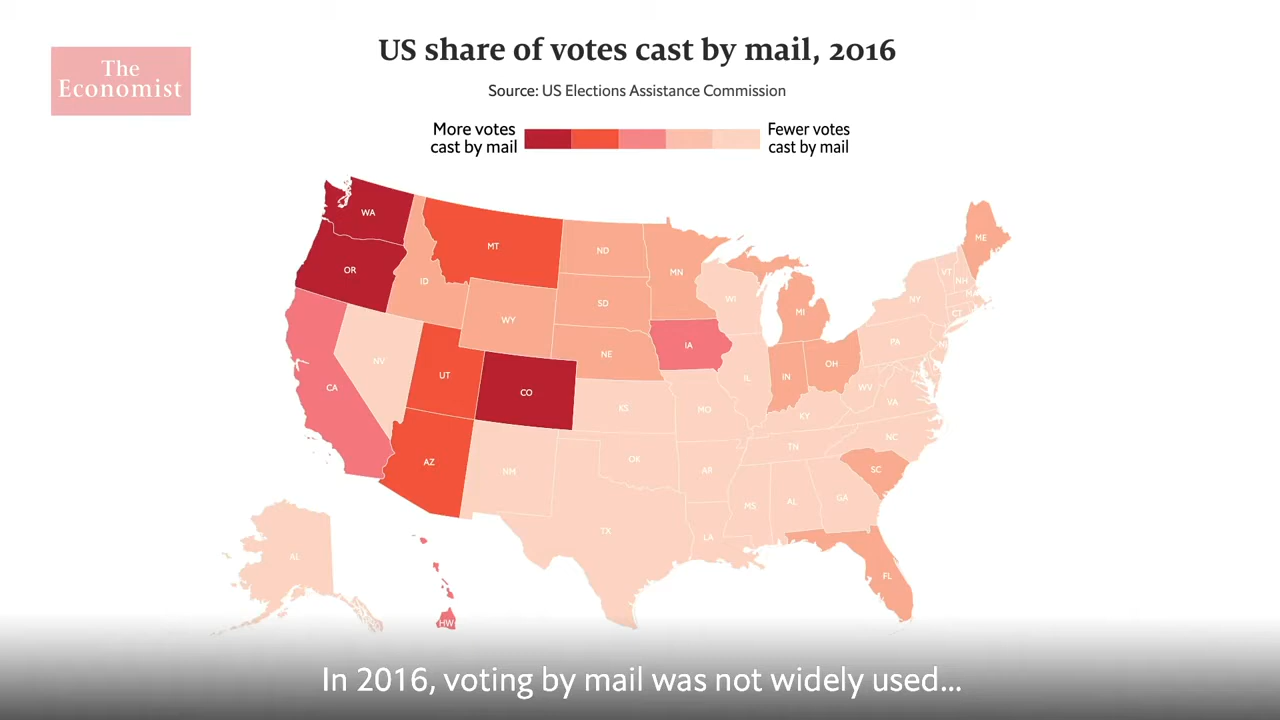 The
Economist
US share of votes cast by mail, 2016
Source: US Elections Assistance Commission
More votes
cast by mail
Fewer votes
cast by mail
WA
OR
CA
NV
ID
MT
WY
UT
CO
AZ
NM
ND
SD
NE
KS
OK
TX
MN
IA
MO
AR
LA
WI
IL
MI
IN
OH
KY
TN
MS
AL
GA
FL
SC
NC
VA
WV
PA
NY
VT
NH
ME
MA
CT
NJ
AL
HW
In 2016, voting by mail was not widely used...